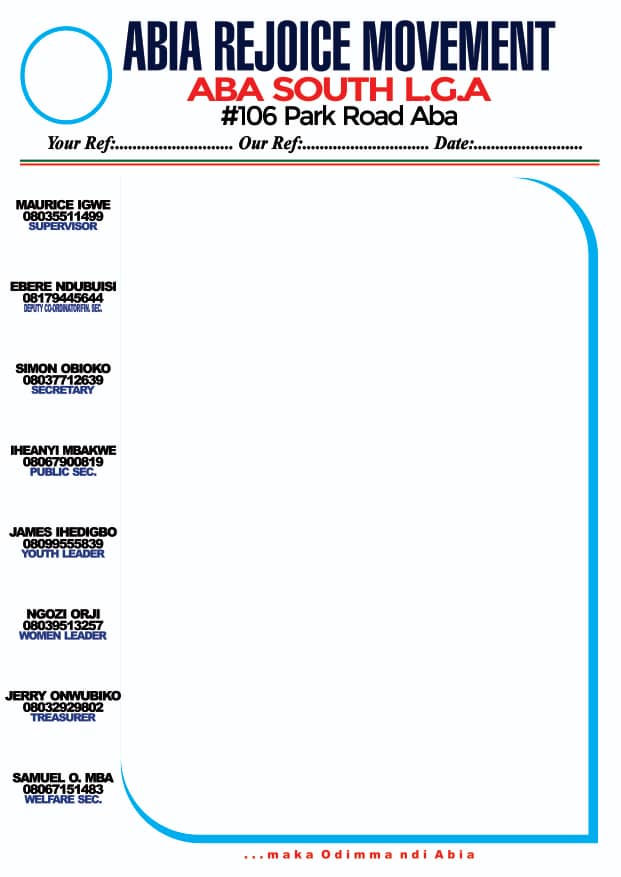 ABIA REJOICE MOVEMENT
ABA SOUTH L.G.A
#106 Park Road Aba
Your Ref:........................... Our Ref:............................. Date:.........................
MAURICE IGWE
08035511499
SUPERVISOR
EBERE NDUBUISI
08179445644
DEPUTY CO-ORDINATOR/FIN. SEC.
SIMON OBIOKO
08037712639
SECRETARY
IHEANYI MBAKWE
08067900819
PUBLIC SEC.
JAMES IHEDIGBO
08099555839
YOUTH LEADER
NGOZI ORJI
08039513257
WOMEN LEADER
JERRY ONWUBIKO
08032929802
TREASURER
SAMUEL O. MBA
08067151483
WELFARE SEC.
...maka Odimma ndi Abia